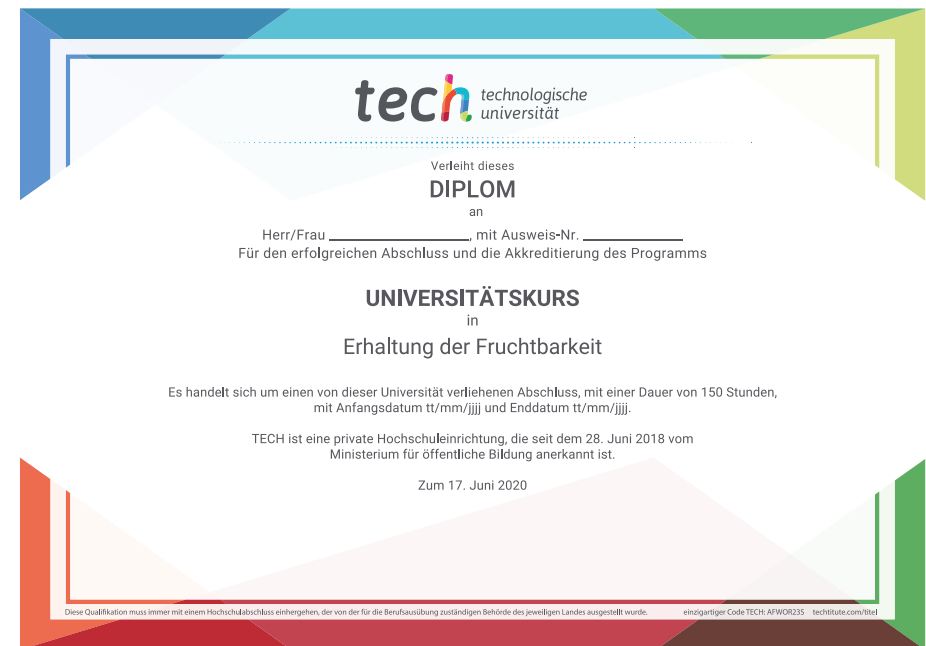 tech technologische
universität
Verleiht dieses
DIPLOM
an
Herr/Frau ________________, mit Ausweis-Nr. ____________
Für den erfolgreichen Abschluss und die Akkreditierung des Programms
UNIVERSITÄTSKURS
in
Erhaltung der Fruchtbarkeit
Es handelt sich um einen von dieser Universität verliehenen Abschluss, mit einer Dauer von 150 Stunden,
mit Anfangsdatum tt/mm/jjjj und Enddatum tt/mm/jjjj.
TECH ist eine private Hochschuleinrichtung, die seit dem 28. Juni 2018 vom
Ministerium für öffentliche Bildung anerkannt ist.
Zum 17. Juni 2020
Diese Qualifikation muss immer mit einem Hochschulabschluss einhergehen, der von der für die Berufsausübung zuständigen Behörde des jeweiligen Landes ausgestellt wurde. einzigartiger Code TECH: AFWOR23S techtitute.com/titel